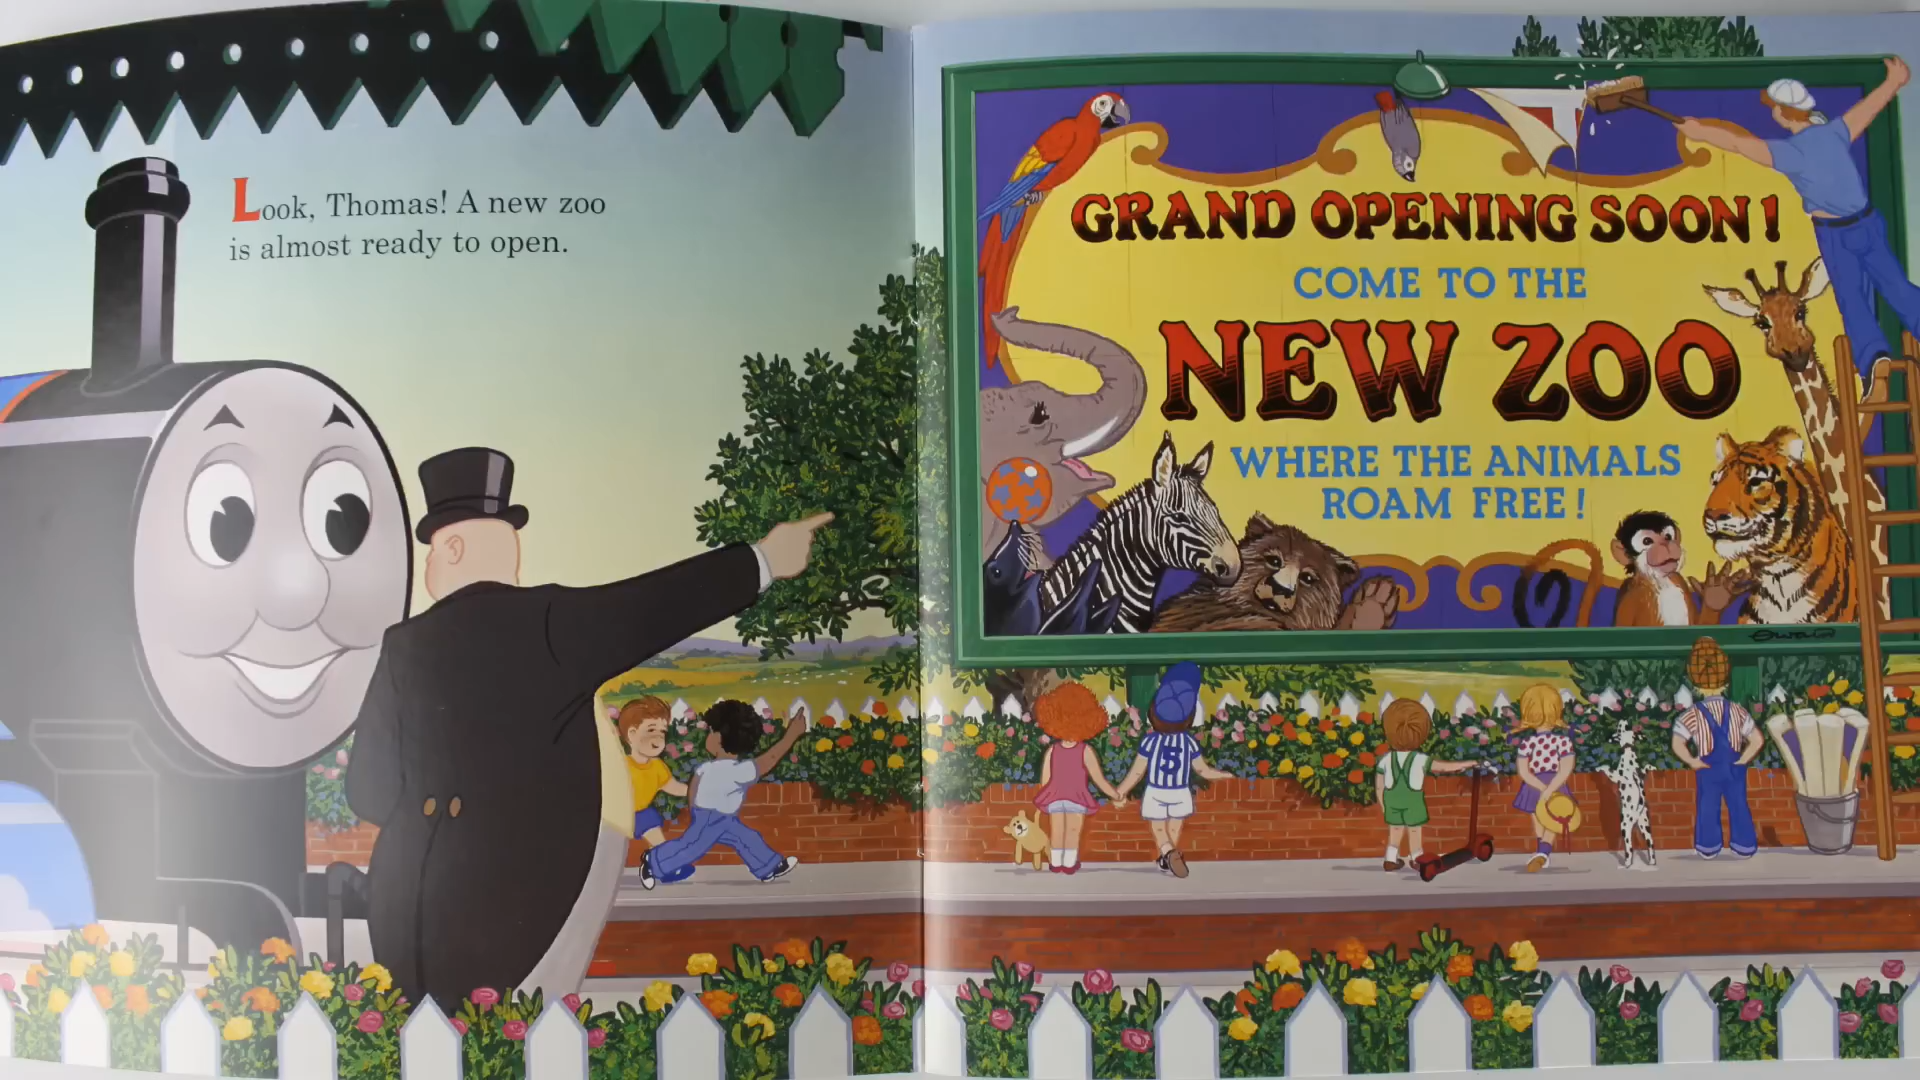 Look, Thomas! A new zoo
is almost ready to open.
GRAND OPENING SOON!
COME TO THE
NEW ZOO
WHERE THE ANIMALS
ROAM FREE!
Owain